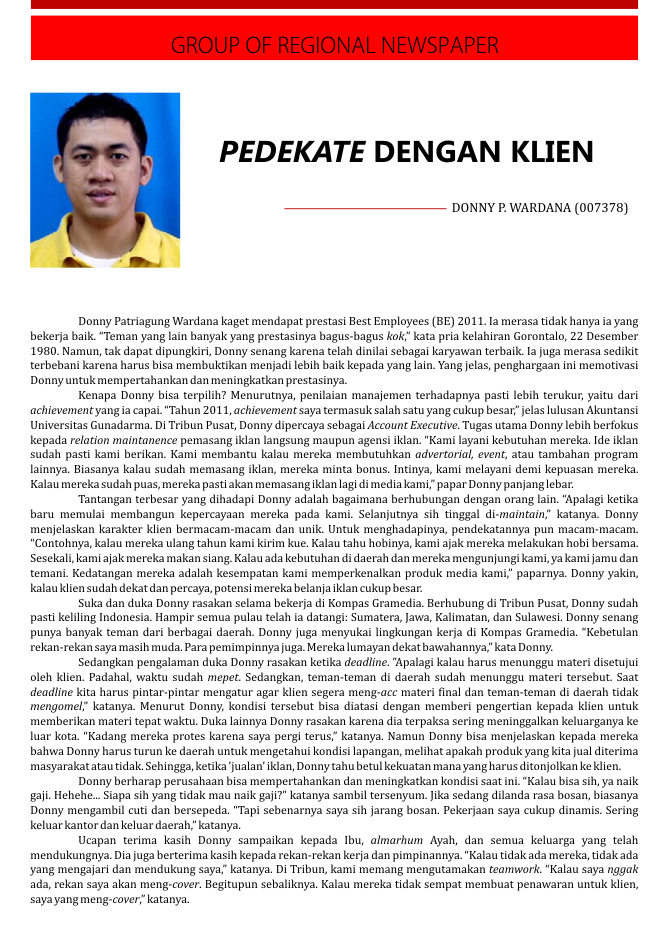 GROUP OF REGIONAL NEWSPAPER
PEDEKATE DENGAN KLIEN
DONNY P. WARDANA (007378)
Donny Patriagung Wardana kaget mendapat prestasi Best Employees (BE) 2011. Ia merasa tidak hanya ia yang
bekerja baik. “Teman yang lain banyak yang prestasinya bagus-bagus kok,” kata pria kelahiran Gorontalo, 22 Desember
1980. Namun, tak dapat dipungkiri, Donny senang karena telah dinilai sebagai karyawan terbaik. Ia juga merasa sedikit
terbebani karena harus bisa membuktikan menjadi lebih baik kepada yang lain. Yang jelas, penghargaan ini memotivasi
Donny untuk mempertahankan dan meningkatkan prestasinya.
Kenapa Donny bisa terpilih? Menurutnya, penilaian manajemen terhadapnya pasti lebih terukur, yaitu dari
achievement yang ia capai. “Tahun 2011, achievement saya termasuk salah satu yang cukup besar,” jelas lulusan Akuntansi
Universitas Gunadarma. Di Tribun Pusat, Donny dipercaya sebagai Account Executive. Tugas utama Donny lebih berfokus
kepada relation maintanence pemasang iklan langsung maupun agensi iklan. “Kami layani kebutuhan mereka. Ide iklan
sudah pasti kami berikan. Kami membantu kalau mereka membutuhkan advertorial, event, atau tambahan program
lainnya. Biasanya kalau sudah memasang iklan, mereka minta bonus. Intinya, kami melayani demi kepuasan mereka.
Kalau mereka sudah puas, mereka pasti akan memasang iklan lagi di media kami,” papar Donny panjang lebar.
Tantangan terbesar yang dihadapi Donny adalah bagaimana berhubungan dengan orang lain. “Apalagi ketika
baru memulai membangun kepercayaan mereka pada kami. Selanjutnya sih tinggal di-maintain,” katanya. Donny
menjelaskan karakter klien bermacam-macam dan unik. Untuk menghadapinya, pendekatannya pun macam-macam.
“Contohnya, kalau mereka ulang tahun kami kirim kue. Kalau tahu hobinya, kami ajak mereka melakukan hobi bersama.
Sesekali, kami ajak mereka makan siang. Kalau ada kebutuhan di daerah dan mereka mengunjungi kami, ya kami jamu dan
temani. Kedatangan mereka adalah kesempatan kami memperkenalkan produk media kami,” paparnya. Donny yakin,
kalau klien sudah dekat dan percaya, potensi mereka belanja iklan cukup besar.
Suka dan duka Donny rasakan selama bekerja di Kompas Gramedia. Berhubung di Tribun Pusat, Donny sudah
pasti keliling Indonesia. Hampir semua pulau telah ia datangi: Sumatera, Jawa, Kalimatan, dan Sulawesi. Donny senang
punya banyak teman dari berbagai daerah. Donny juga menyukai lingkungan kerja di Kompas Gramedia. “Kebetulan
rekan-rekan saya masih muda. Para pemimpinnya juga. Mereka lumayan dekat bawahannya,” kata Donny.
Sedangkan pengalaman duka Donny rasakan ketika deadline. “Apalagi kalau harus menunggu materi disetujui
oleh klien. Padahal, waktu sudah mepet. Sedangkan, teman-teman di daerah sudah menunggu materi tersebut. Saat
deadline kita harus pintar-pintar mengatur agar klien segera meng-acc materi final dan teman-teman di daerah tidak
mengomel,” katanya. Menurut Donny, kondisi tersebut bisa diatasi dengan memberi pengertian kepada klien untuk
memberikan materi tepat waktu. Duka lainnya Donny rasakan karena dia terpaksa sering meninggalkan keluarganya ke
luar kota. “Kadang mereka protes karena saya pergi terus,” katanya. Namun Donny bisa menjelaskan kepada mereka
bahwa Donny harus turun ke daerah untuk mengetahui kondisi lapangan, melihat apakah produk yang kita jual diterima
masyarakat atau tidak. Sehingga, ketika 'jualan' iklan, Donny tahu betul kekuatan mana yang harus ditonjolkan ke klien.
Donny berharap perusahaan bisa mempertahankan dan meningkatkan kondisi saat ini. “Kalau bisa sih, ya naik
gaji. Hehehe... Siapa sih yang tidak mau naik gaji?” katanya sambil tersenyum. Jika sedang dilanda rasa bosan, biasanya
Donny mengambil cuti dan bersepeda. “Tapi sebenarnya saya sih jarang bosan. Pekerjaan saya cukup dinamis. Sering
keluar kantor dan keluar daerah,” katanya.
Ucapan terima kasih Donny sampaikan kepada Ibu, almarhum Ayah, dan semua keluarga yang telah
mendukungnya. Dia juga berterima kasih kepada rekan-rekan kerja dan pimpinannya. “Kalau tidak ada mereka, tidak ada
yang mengajari dan mendukung saya,” katanya. Di Tribun, kami memang mengutamakan teamwork. “Kalau saya nggak
ada, rekan saya akan meng-cover. Begitupun sebaliknya. Kalau mereka tidak sempat membuat penawaran untuk klien,
saya yang meng-cover,” katanya.